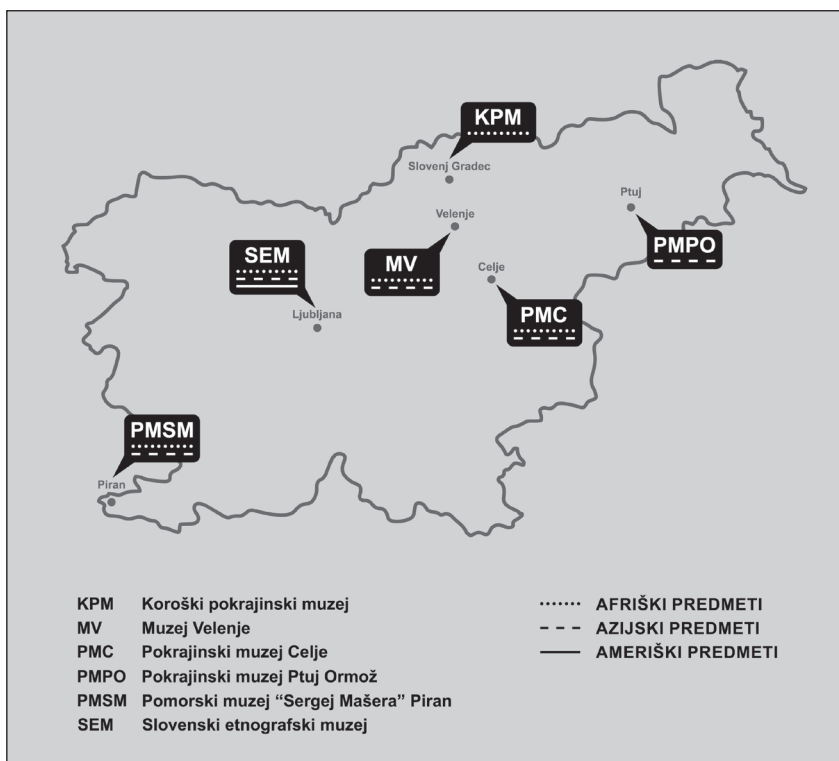 KPM
Slovenj Gradec
Ptuj
Velenje
PMPO
SEM
MV
Celje
Ljubljana
PMC
PMSM
Piran
KPM Koroški pokrajinski muzej
MV Muzej Velenje
PMC Pokrajinski muzej Celje
PMPO Pokrajinski muzej Ptuj Ormož
PMSM Pomorski muzej “Sergej Mašera” Piran
SEM Slovenski etnografski muzej
AFRIŠKI PREDMETI
AZIJSKI PREDMETI
AMERIŠKI PREDMETI